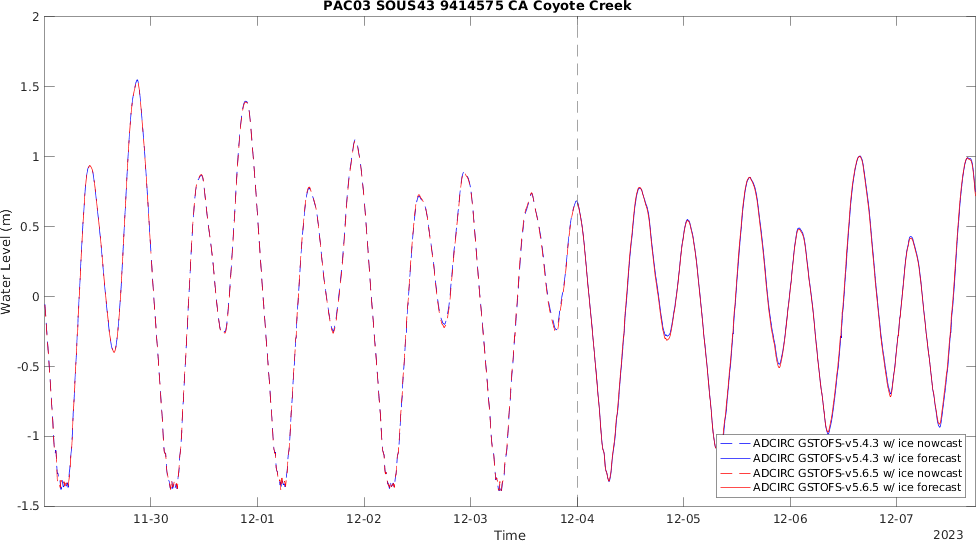 PAC03 SOUS43 9414575 CA Coyote Creek
Water Level (m)
2
1.5
1
0.5
0
-0.5
-1
-1.5
11-30
12-01
12-02
12-03
12-04
12-05
12-06
12-07
Time
2023
ADCIRC GSTOFS-v5.4.3 w/ ice nowcast
ADCIRC GSTOFS-v5.4.3 w/ ice forecast
ADCIRC GSTOFS-v5.6.5 w/ ice nowcast
ADCIRC GSTOFS-v5.6.5 w/ ice forecast